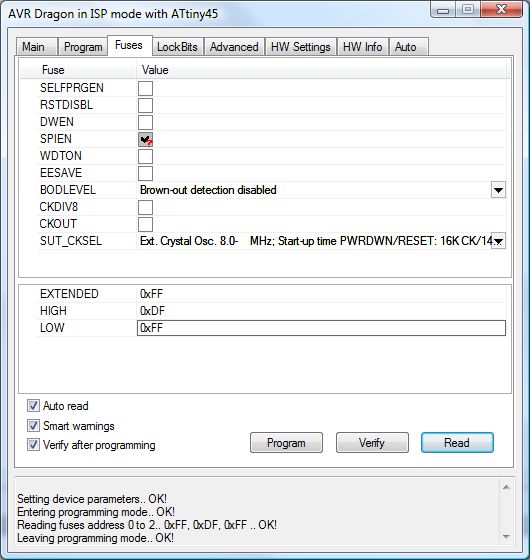 AVR Dragon in ISP mode with ATtiny45
Main Program Fuses LockBits Advanced HW Settings HW Info Auto
Fuse Value
SELFPRGEN
RSTDISBL
DWEN
SPIEN
WDTON
EESAVE
BODLEVEL Brown-out detection disabled
CKDIV8
CKOUT
SUT_CKSEL Ext. Crystal Osc. 8.0- MHz; Start-up time PWRDWN/RESET: 16K CK/14
EXTENDED 0xFF
HIGH 0xDF
LOW 0xFF
Auto read
Smart warnings
Verify after programming
Program Verify Read
Setting device parameters.. OK!
Entering programming mode.. OK!
Reading fuses address 0 to 2.. 0xFF, 0xDF, 0xFF .. OK!
Leaving programming mode.. OK!